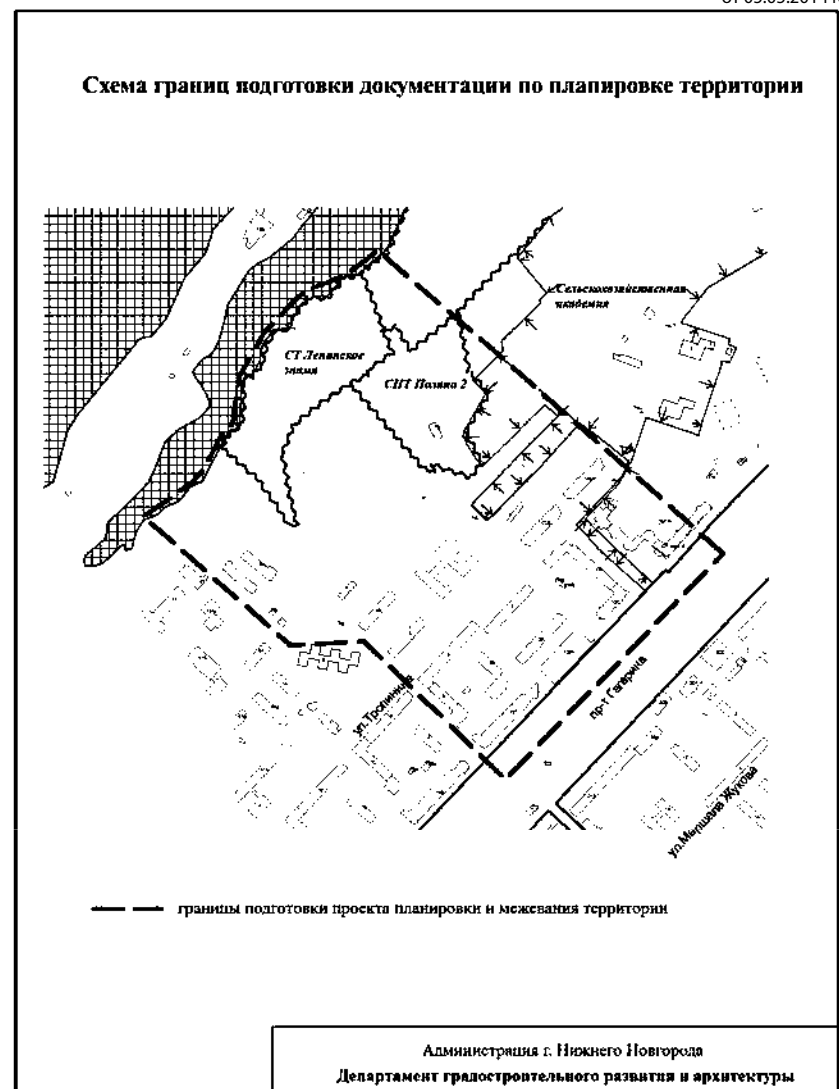 Схема границ подготовки документации по планировке территории
Сельскохозяйственная
академия
СТ Ленинское
знамя
СНТ Поляна 2
ул.Тропинина
пр-т Гагарина
ул.Маршала Жукова
границы подготовки проекта планировки и межевания территории
Администрация г. Нижнего Новгорода
Департамент градостроительного развития и архитектуры